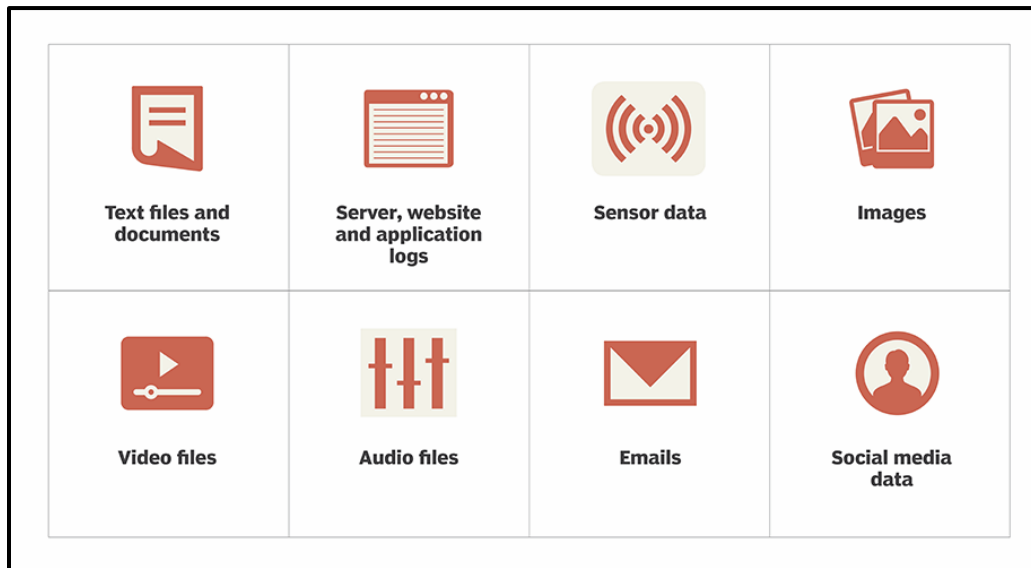 Text files and
documents
Server, website
and application
logs
Sensor data
Images
Video files
Audio files
Emails
Social media
data